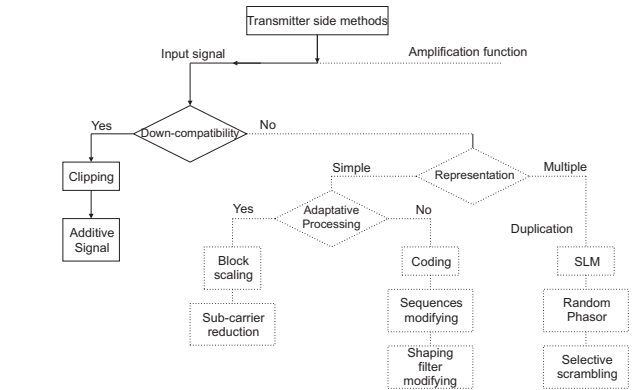 Transmitter side methods
Input signal
Amplification function
Yes
Down-compatibility
No
Clipping
Additive
Signal
Simple
Representation
Multiple
Yes
Adaptative
Processing
No
Duplication
Block
scaling
Coding
SLM
Sub-carrier
reduction
Sequences
modifying
Random
Phasor
Shaping
filter
modifying
Selective
scrambling